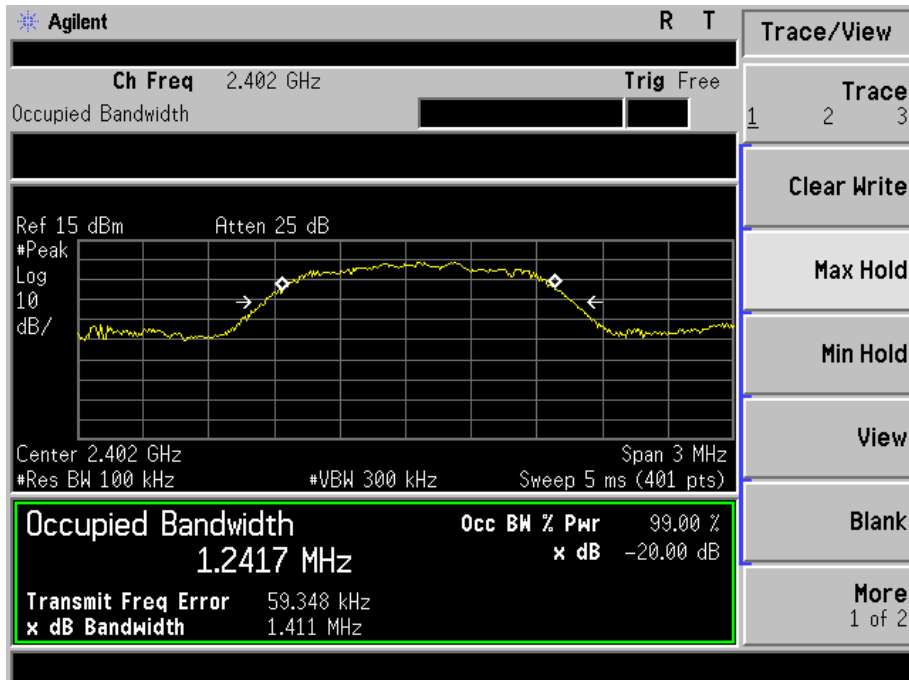 Agilent R T
Ch Freq 2.402 GHz Trig Free
Occupied Bandwidth
Ref 15 dBm Atten 25 dB
#Peak
Log
10
dB/
Center 2.402 GHz Span 3 MHz
#Res BW 100 kHz #VBW 300 kHz Sweep 5 ms (401 pts)
Occupied Bandwidth Occ BW % Pwr 99.00 %
1.2417 MHz x dB -20.00 dB
Transmit Freq Error 59.348 kHz
x dB Bandwidth 1.411 MHz
Trace/View
Trace
1 2 3
Clear Write
Max Hold
Min Hold
View
Blank
More
1 of 2